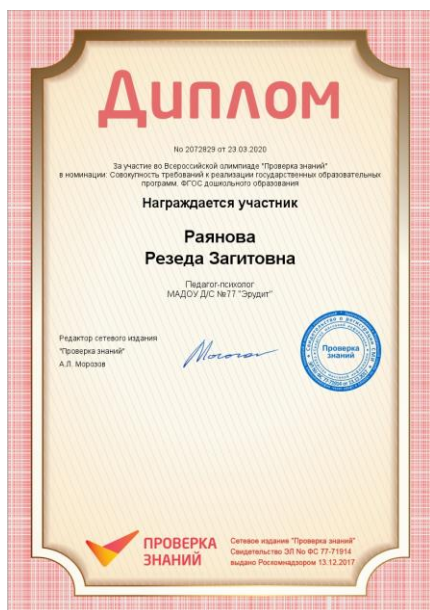 Диплом
No 2072829 от 23.03.2020
За участие во Всероссийской олимпиаде "Проверка знаний"
в номинации: Совокупность требований к реализации государственных образовательных
программ. ФГОС дошкольного образования
Награждается участник
Раянова
Резеда Загитовна
Педагог-психолог
МАДОУ Д/С №77 "Эрудит"
Редактор сетевого издания
"Проверка знаний"
А.Л. Морозов
Проверка
знаний
ПРОВЕРКА
ЗНАНИЙ
Сетевое издание "Проверка знаний"
Свидетельство ЭЛ No ФС 77-71914
выдано Роскомнадзором 13.12.2017